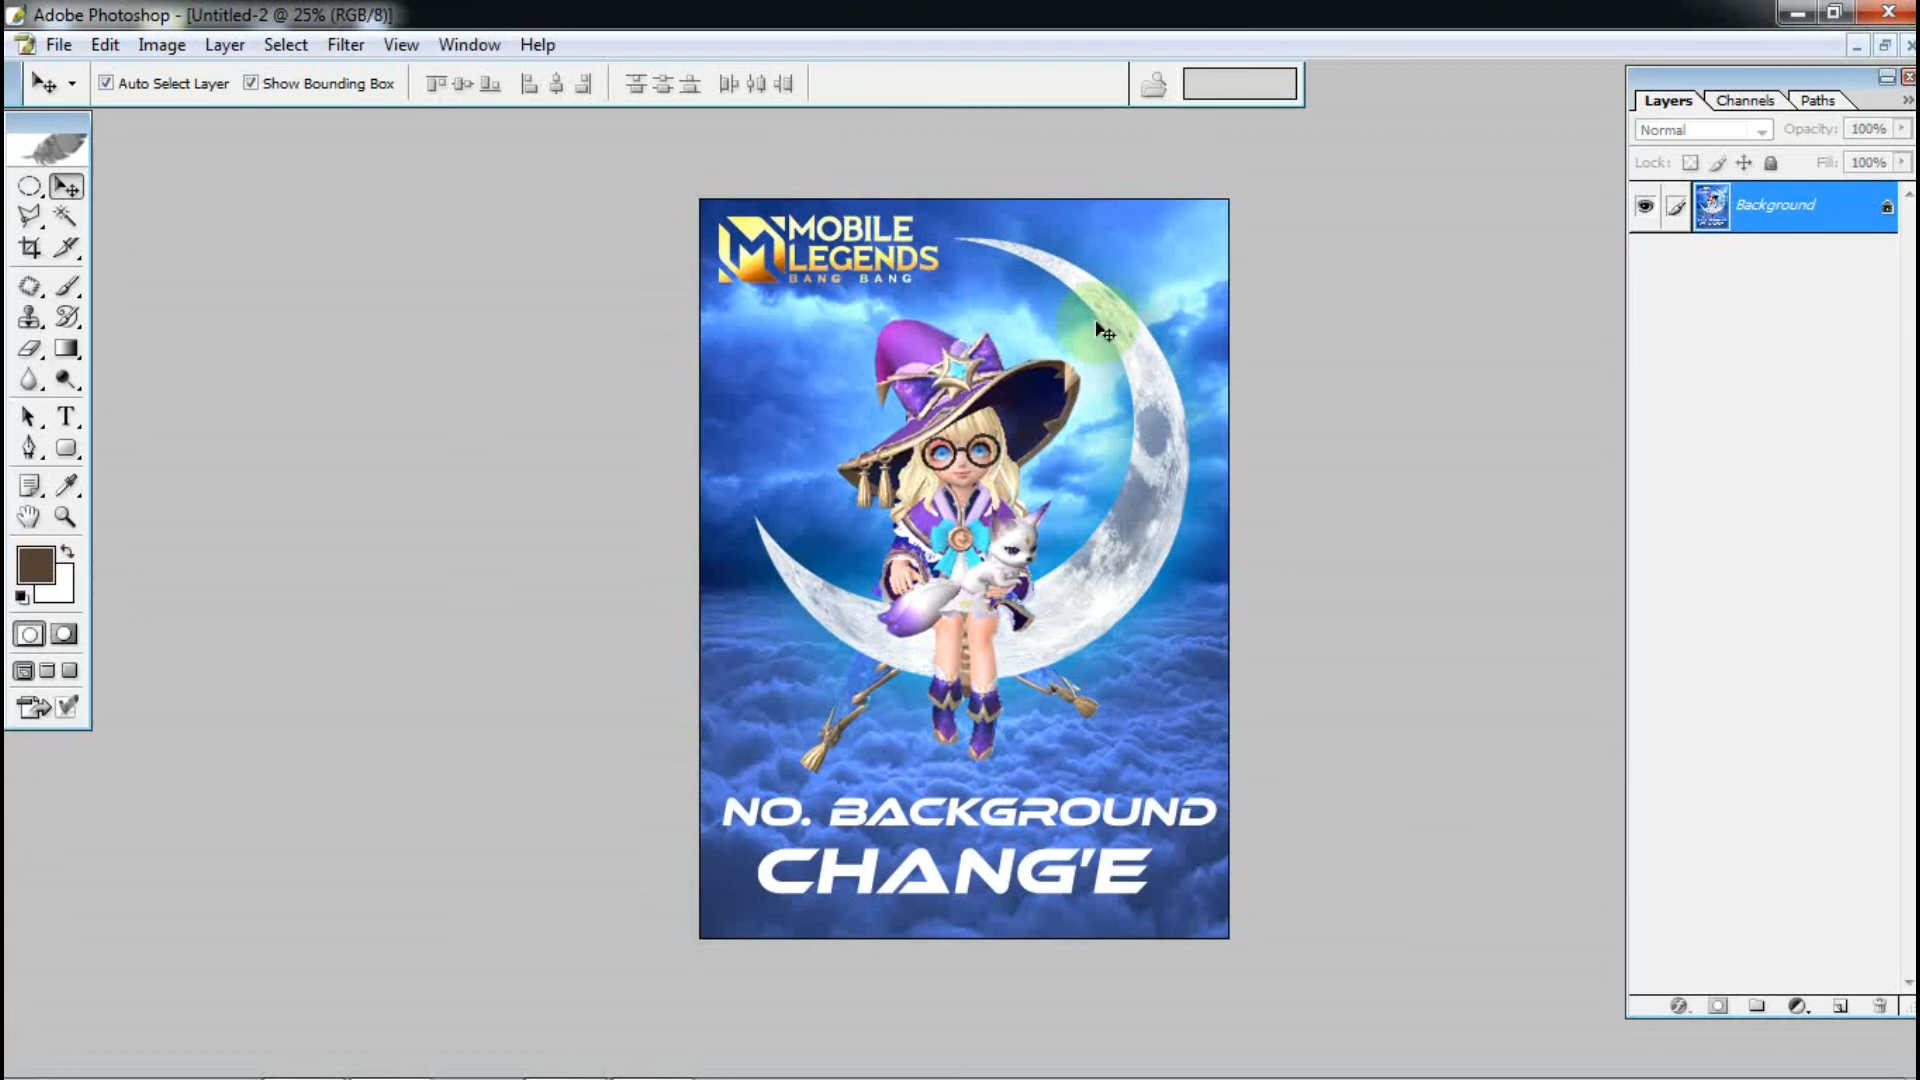 Adobe Photoshop - [Untitled-2 @ 25% (RGB/8)]
File Edit Image Layer Select Filter View Window Help
Auto Select Layer Show Bounding Box
Layers Channels Paths
Normal Opacity: 100%
Lock: Fill: 100%
Background
MOBILE
LEGENDS
BANG BANG
NO. BACKGROUND
CHANG'E